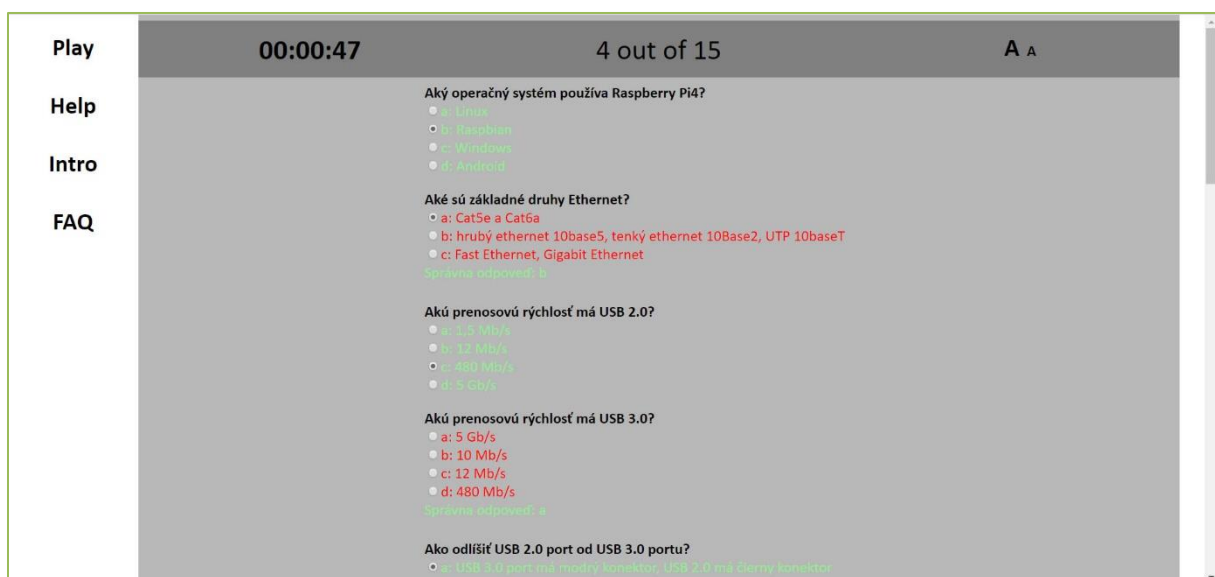 Play
Help
Intro
FAQ
00:00:47
4 out of 15
A A
Aký operačný systém používa Raspberry Pi4?
a: Linux
b: Raspbian
c: Windows
d: Android
Aké sú základné druhy Ethernet?
a: Cat5e a Cat6a
b: hrubý ethernet 10base5, tenký ethernet 10Base2, UTP 10baseT
c: Fast Ethernet, Gigabit Ethernet
Správna odpoveď: b
Akú prenosovú rýchlosť má USB 2.0?
a: 1,5 Mb/s
b: 12 Mb/s
c: 480 Mb/s
d: 5 Gb/s
Akú prenosovú rýchlosť má USB 3.0?
a: 5 Gb/s
b: 10 Mb/s
c: 12 Mb/s
d: 480 Mb/s
Správna odpoveď: a
Ako odlíšiť USB 2.0 port od USB 3.0 portu?
a: USB 3.0 port má modrý konektor, USB 2.0 má čierny konektor